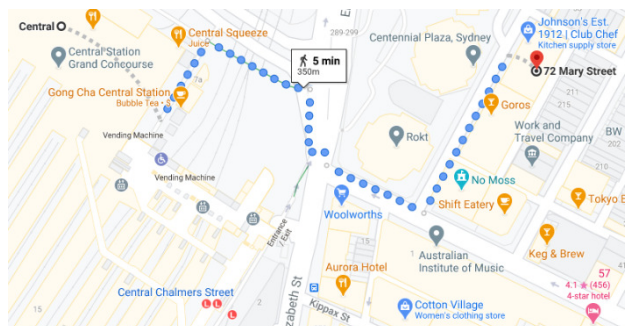 Central
Central Squeeze
Juice
Central Station
Grand Concourse
Gong Cha Central Station
Bubble Tea •
1a
5 min
350m
289-299
Centennial Plaza, Sydney
Johnson's Est.
1912 | Club Chef
Kitchen supply store
72 Mary Street
Goros
Work and
Travel Company
BW
Rokt
Vending Machine
Vending Machine
No Moss
Shift Eatery
Tokyo
Woolworths
Entrance
/ Exit
Australian
Institute of Music
Keg & Brew
Aurora Hotel
57
4.1 ★ (456)
4-star hotel
Central Chalmers Street
L
L
L
zabeth St
Kippax St
Cotton Village
Women's clothing store